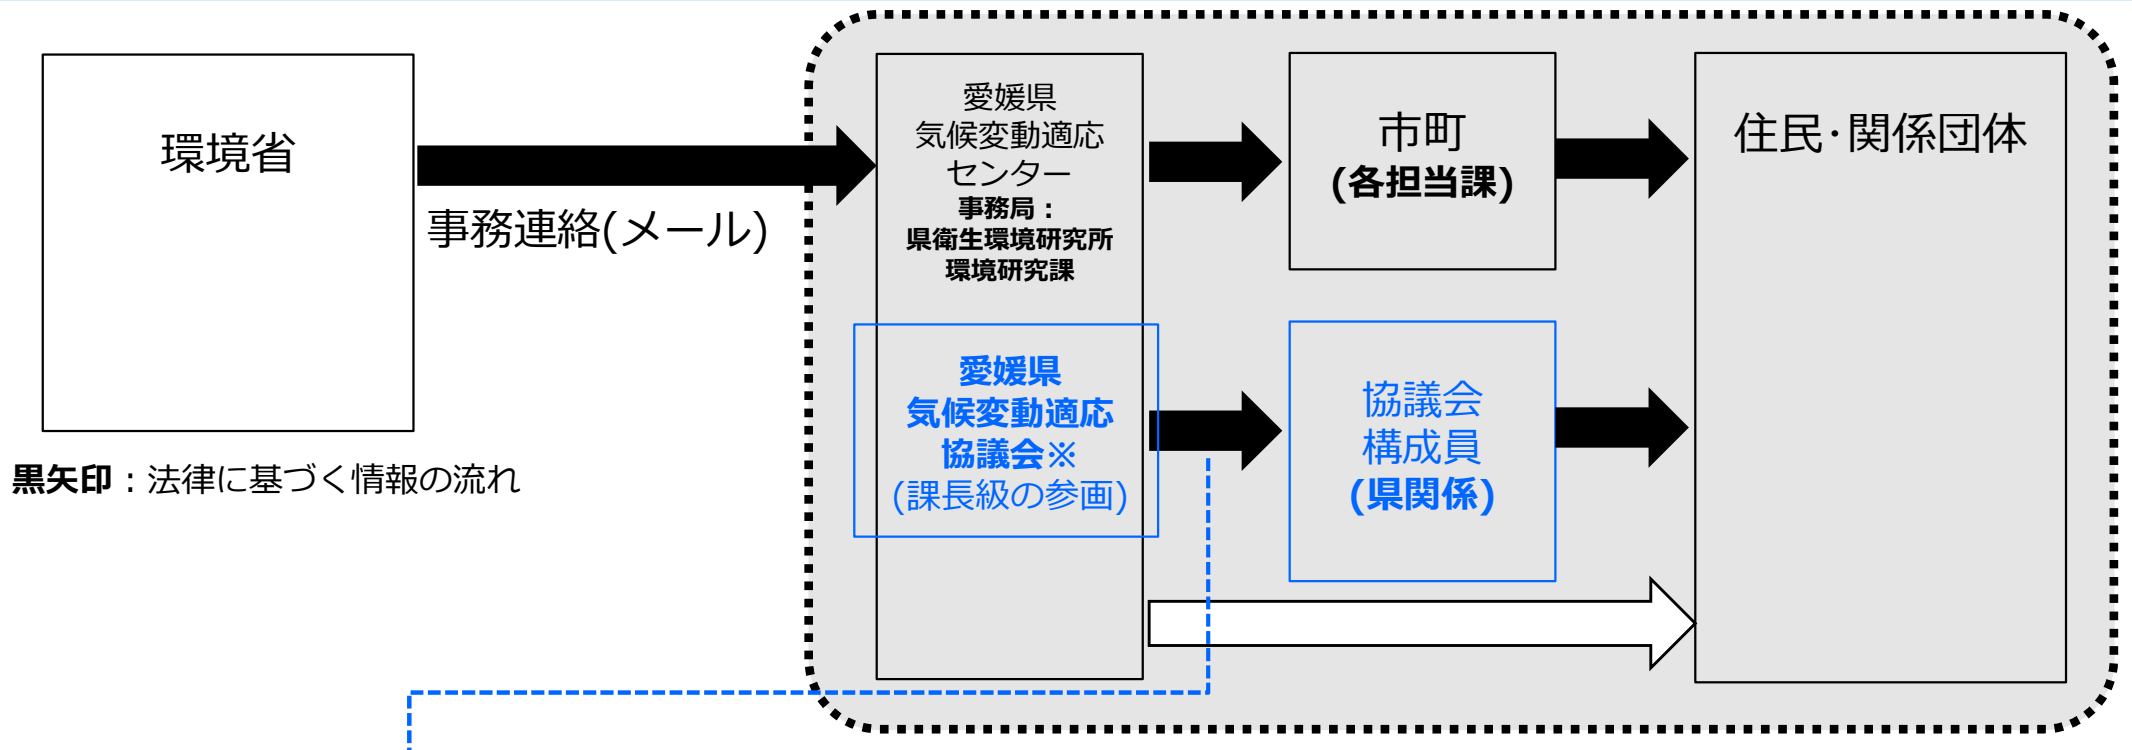 環境省
事務連絡(メール)
黒矢印：法律に基づく情報の流れ
愛媛県
気候変動適応
センター
事務局：
県衛生環境研究所
環境研究課
愛媛県
気候変動適応
協議会※
(課長級の参画)
市町
(各担当課)
協議会
構成員
(県関係)
住民･関係団体